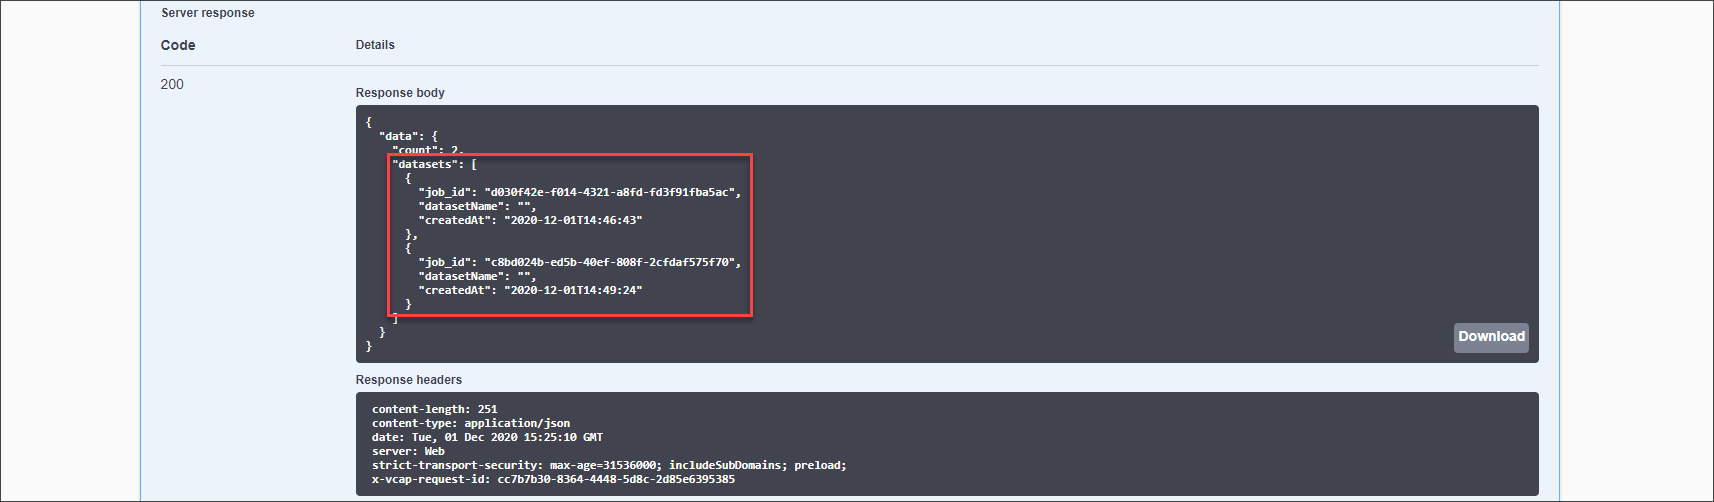 Server response
Code Details
200
Response body
{
  "data": {
    "count": 2,
    "datasets": [
      {
        "job_id": "d030f42e-f014-4321-a8fd-fd3f91fba5ac",
        "datasetName": "",
        "createdAt": "2020-12-01T14:46:43"
      },
      {
        "job_id": "c8bd024b-ed5b-40ef-808f-2cfdaf575f70",
        "datasetName": "",
        "createdAt": "2020-12-01T14:49:24"
      }
    ]
  }
}
Download
Response headers
content-length: 251
content-type: application/json
date: Tue, 01 Dec 2020 15:25:10 GMT
server: Web
strict-transport-security: max-age=31536000; includeSubDomains; preload;
x-vcap-request-id: cc7b7b30-8364-4448-5d8c-2d85e6395385